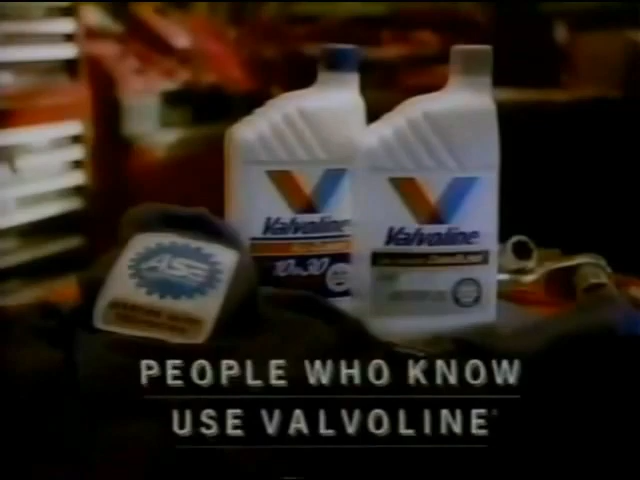 Valvoline
10w30
Valvoline
ASE
PEOPLE WHO KNOW
USE VALVOLINE